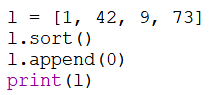 l = [1, 42, 9, 73]
l.sort()
l.append(0)
print(l)